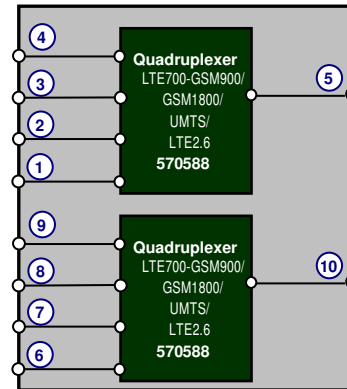 4
Quadruplexer
3
LTE700-GSM900/
5
GSM1800/
2
UMTS/
LTE2.6
1
570588
9
Quadruplexer
8
LTE700-GSM900/
10
GSM1800/
7
UMTS/
LTE2.6
6
570588